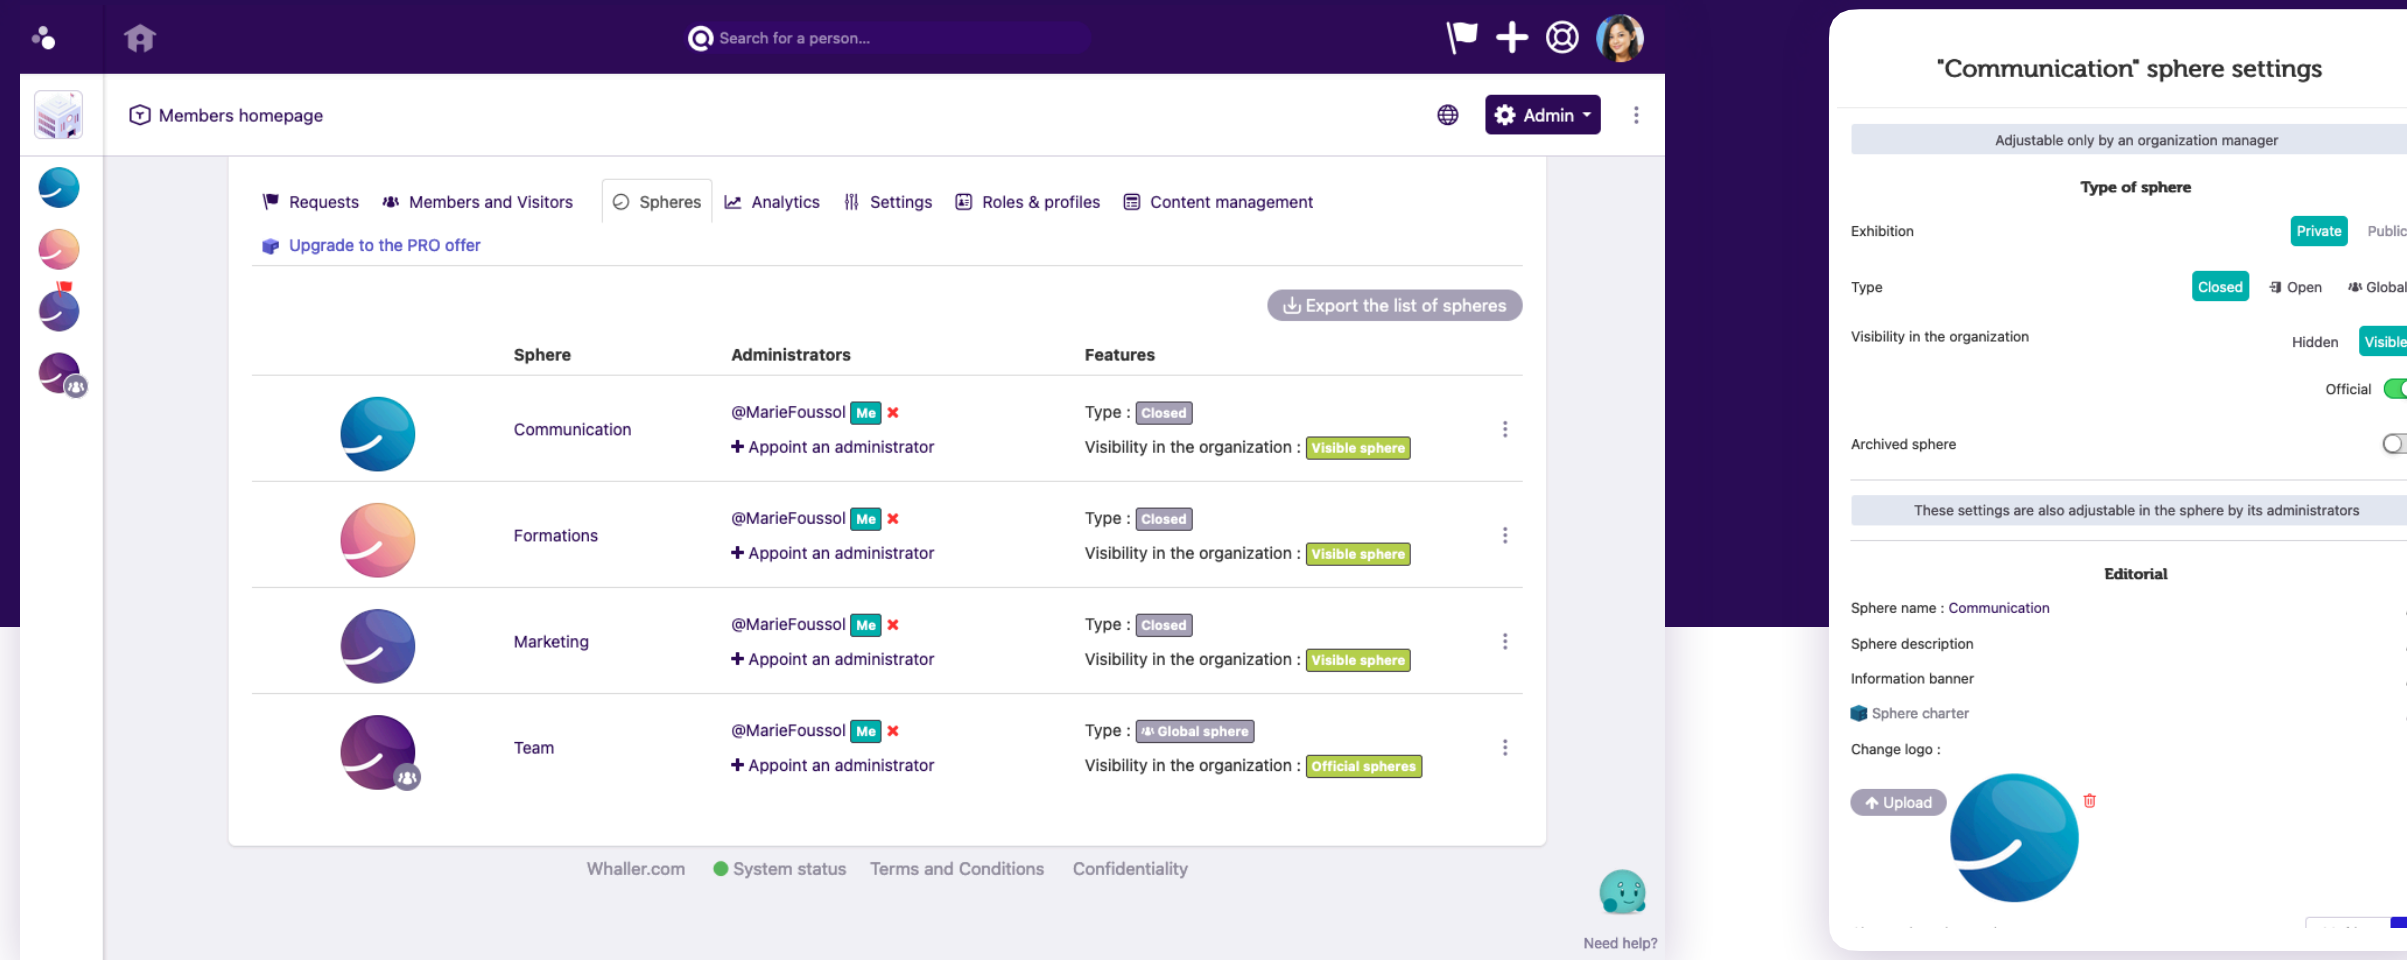 Search for a person...
Members homepage
Admin
Requests
Members and Visitors
Spheres
Analytics
Settings
Roles & profiles
Content management
Upgrade to the PRO offer
Export the list of spheres
Sphere Administrators Features
Communication
@MarieFoussol Me
+ Appoint an administrator
Type : Closed
Visibility in the organization : Visible sphere
Formations
@MarieFoussol Me
+ Appoint an administrator
Type : Closed
Visibility in the organization : Visible sphere
Marketing
@MarieFoussol Me
+ Appoint an administrator
Type : Closed
Visibility in the organization : Visible sphere
Team
@MarieFoussol Me
+ Appoint an administrator
Type : Global sphere
Visibility in the organization : Official spheres
Whaller.com System status Terms and Conditions Confidentiality
Need help?
"Communication" sphere settings
Adjustable only by an organization manager
Type of sphere
Exhibition Private Public
Type Closed Open Global
Visibility in the organization Hidden Visible
Official
Archived sphere
These settings are also adjustable in the sphere by its administrators
Editorial
Sphere name : Communication
Sphere description
Information banner
Sphere charter
Change logo :
Upload